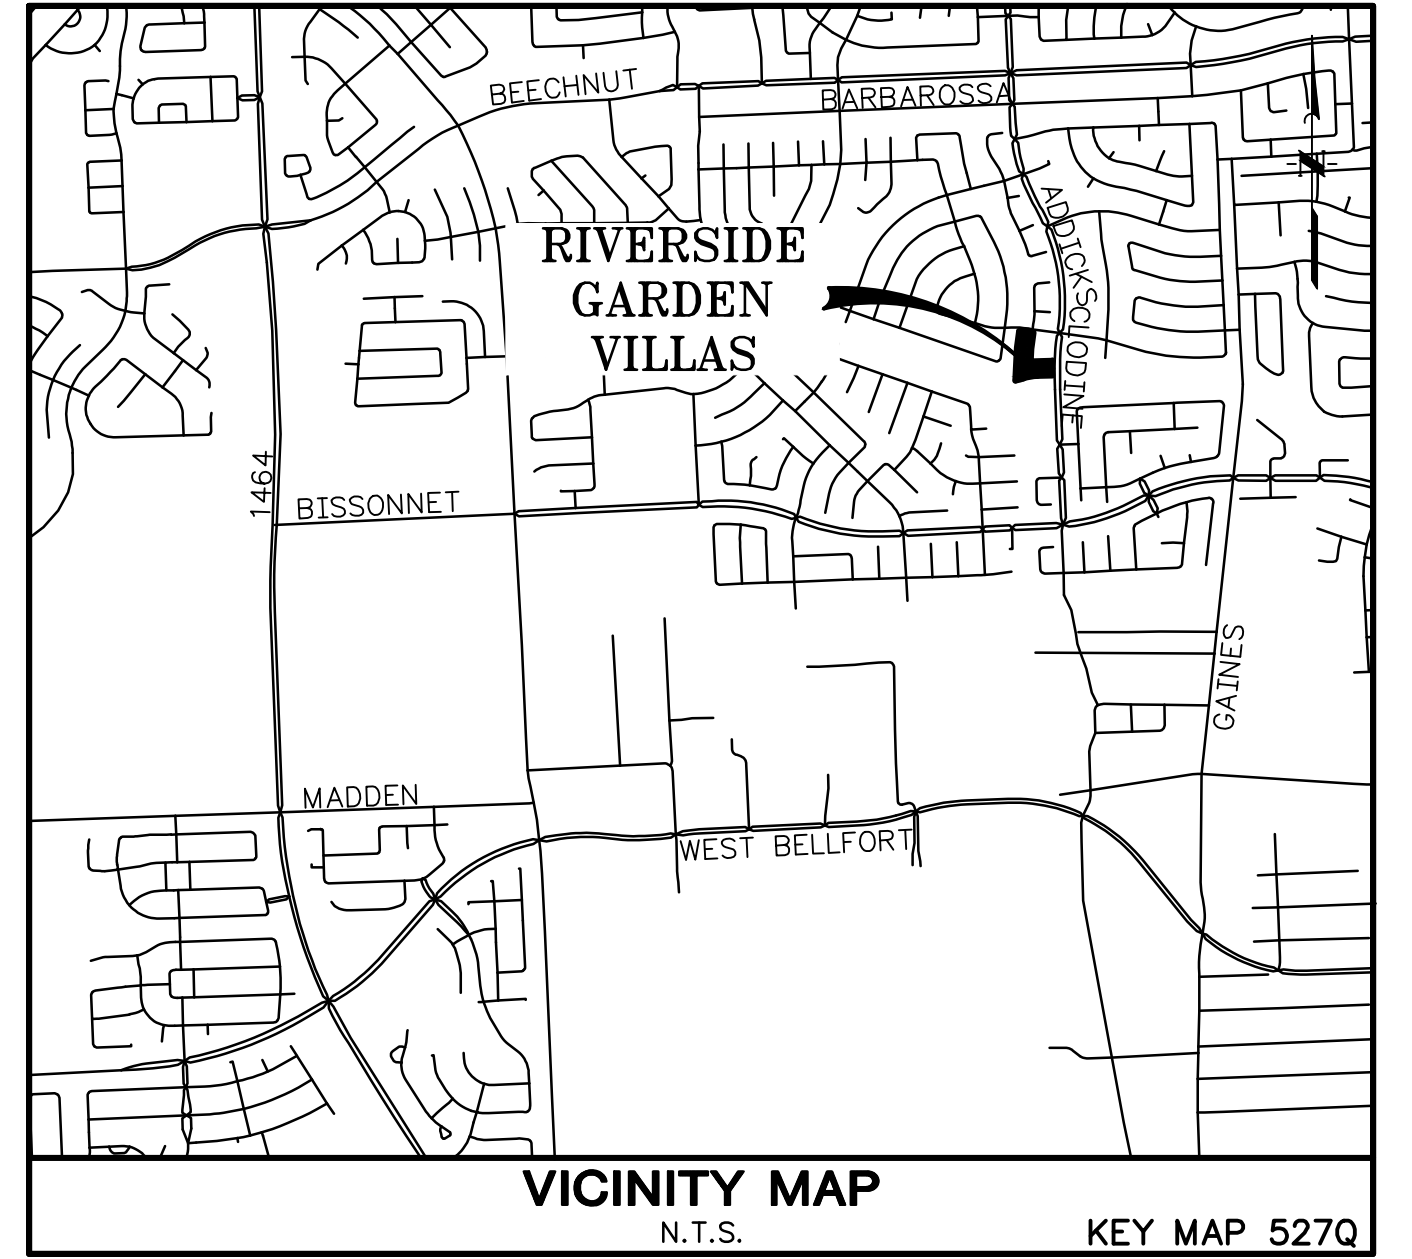 BEECHNUT
BARBAROSSA
ADDICKSCLODINE
RIVERSIDE
GARDEN
VILLAS
1464
BISSONNET
GAINES
MADDEN
WEST BELLFORT
VICINITY MAP
N.T.S.
KEY MAP 527Q